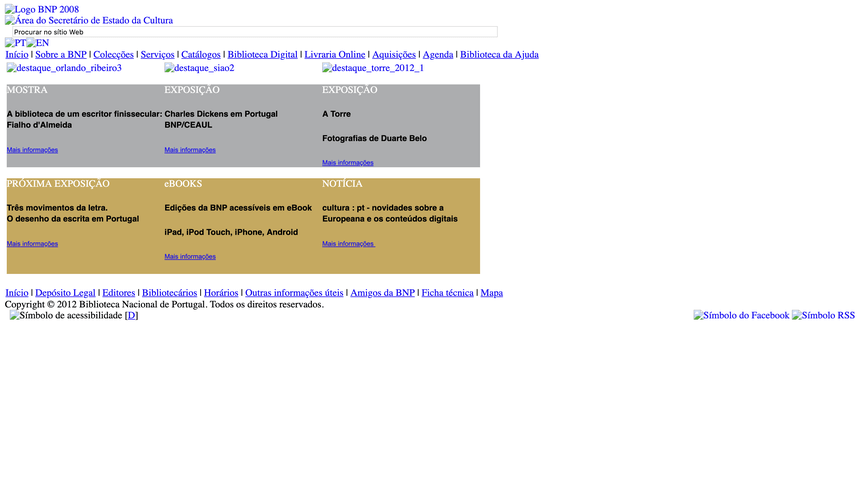 Logo BNP 2008
Área do Secretário de Estado da Cultura
Procurar no sítio Web
PT EN
Início | Sobre a BNP | Colecções | Serviços | Catálogos | Biblioteca Digital | Livraria Online | Aquisições | Agenda | Biblioteca da Ajuda
destaque_orlando_ribeiro3
destaque_siao2
destaque_torre_2012_1
MOSTRA
A biblioteca de um escritor finissecular:
Fialho d'Almeida
Mais informações
EXPOSIÇÃO
Charles Dickens em Portugal
BNP/CEAUL
Mais informações
EXPOSIÇÃO
A Torre
Fotografias de Duarte Belo
Mais informações
PRÓXIMA EXPOSIÇÃO
Três movimentos da letra.
O desenho da escrita em Portugal
Mais informações
eBOOKS
Edições da BNP acessíveis em eBook
iPad, iPod Touch, iPhone, Android
Mais informações
NOTÍCIA
cultura : pt - novidades sobre a
Europeana e os conteúdos digitais
Mais informações
Início | Depósito Legal | Editores | Bibliotecários | Horários | Outras informações úteis | Amigos da BNP | Ficha técnica | Mapa
Copyright © 2012 Biblioteca Nacional de Portugal. Todos os direitos reservados.
Símbolo de acessibilidade [D]
Símbolo do Facebook Símbolo RSS